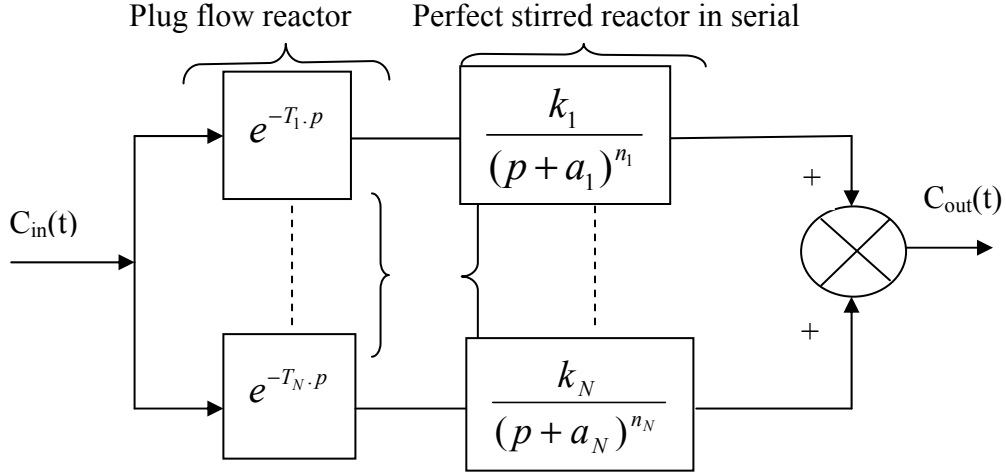 Plug flow reactor
Perfect stirred reactor in serial
e^{-T_1.p}
k_1
(p + a_1)^{n_1}
+
C_in(t)
C_out(t)
+
e^{-T_N.p}
k_N
(p + a_N)^{n_N}